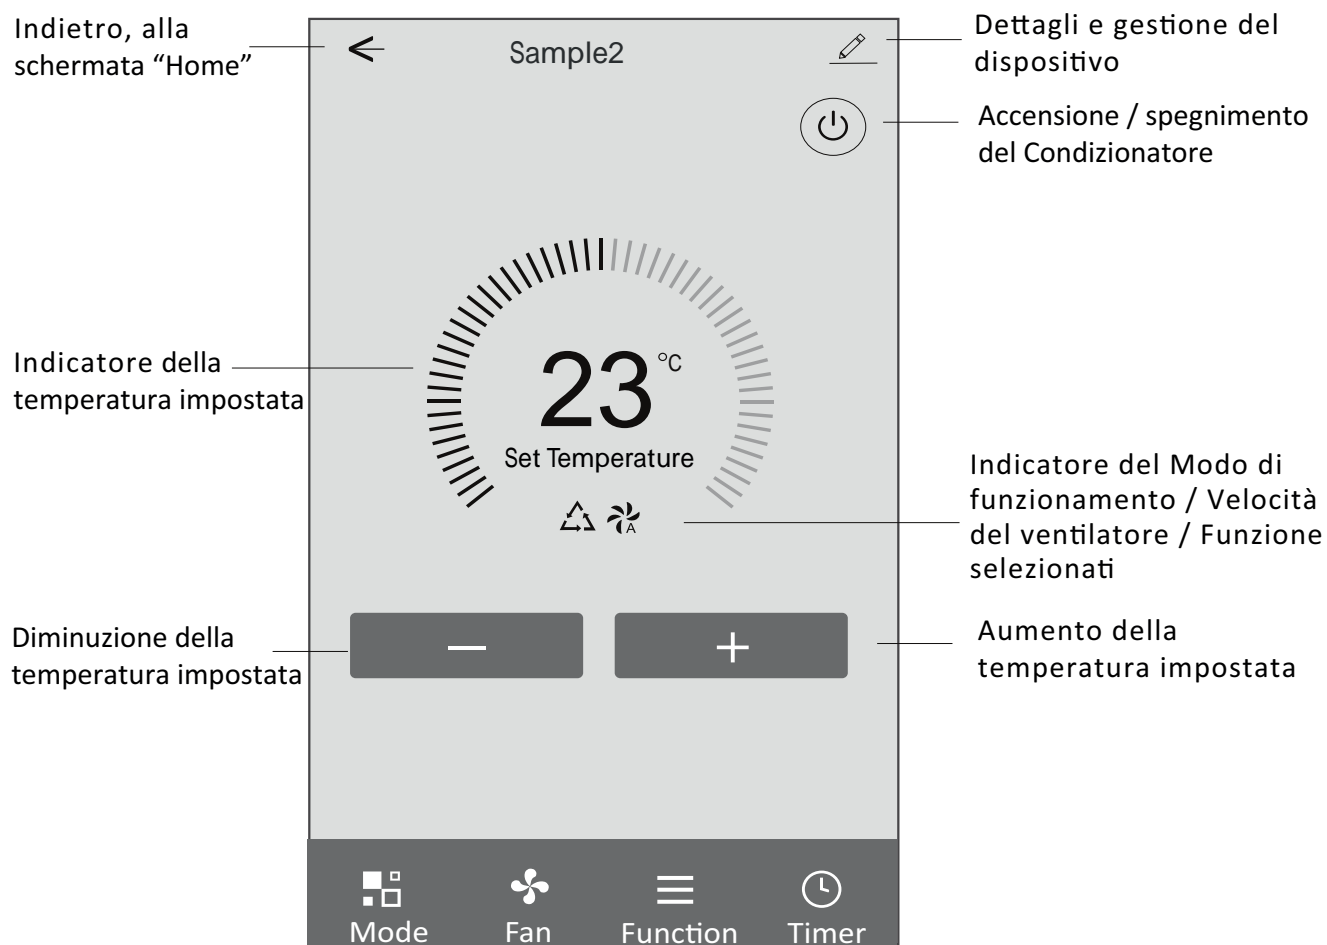 Indietro, alla
schermata “Home”
Sample2
Dettagli e gestione del
dispositivo
Accensione / spegnimento
del Condizionatore
Indicatore della
temperatura impostata
23°C
Set Temperature
A
Indicatore del Modo di
funzionamento / Velocità
del ventilatore / Funzione
selezionati
Diminuzione della
temperatura impostata
Aumento della
temperatura impostata
Mode
Fan
Function
Timer